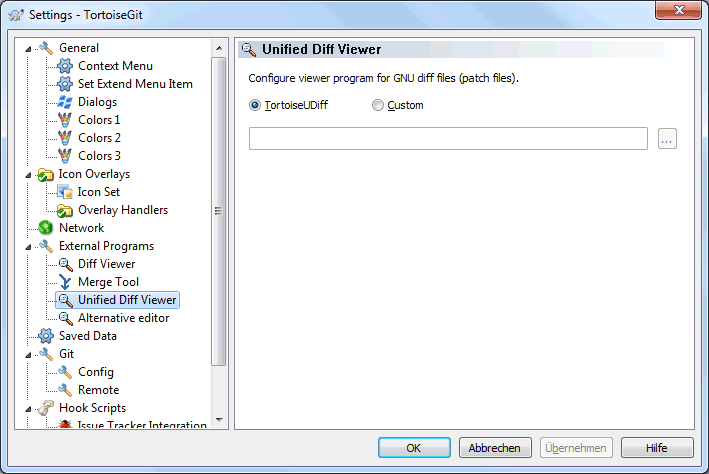 Settings - TortoiseGit
General
Context Menu
Set Extend Menu Item
Dialogs
Colors 1
Colors 2
Colors 3
Icon Overlays
Icon Set
Overlay Handlers
Network
External Programs
Diff Viewer
Merge Tool
Unified Diff Viewer
Alternative editor
Saved Data
Git
Config
Remote
Hook Scripts
Issue Tracker Integration
Unified Diff Viewer
Configure viewer program for GNU diff files (patch files).
TortoiseUDiff Custom
...
OK Abbrechen Übernehmen Hilfe